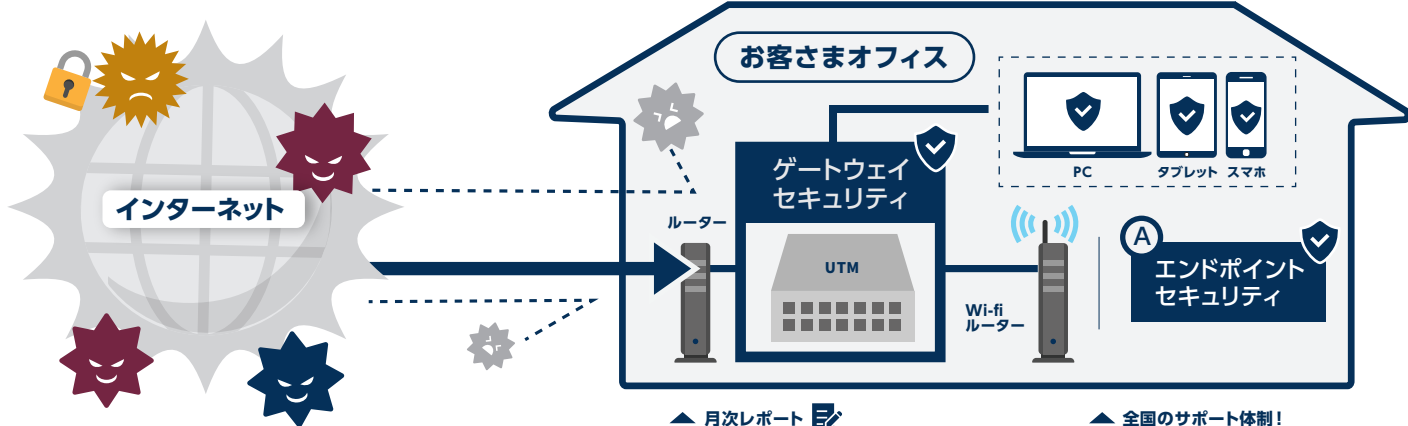 お客さまオフィス
インターネット
ゲートウェイ
セキュリティ
PC
タブレット
スマホ
ルーター
UTM
Wi-fi
ルーター
A
エンドポイント
セキュリティ
月次レポート
全国のサポート体制！